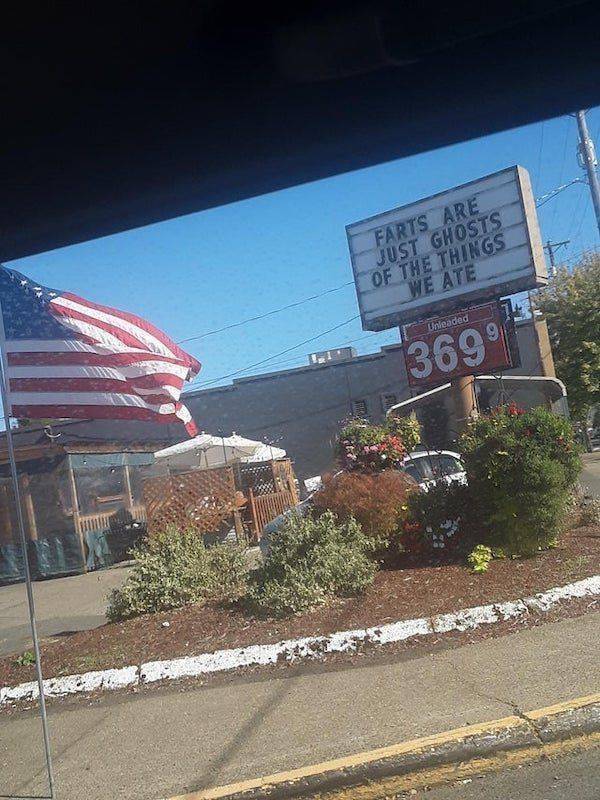 FARTS ARE
JUST GHOSTS
OF THE THINGS
WE ATE
Unleaded
369 9